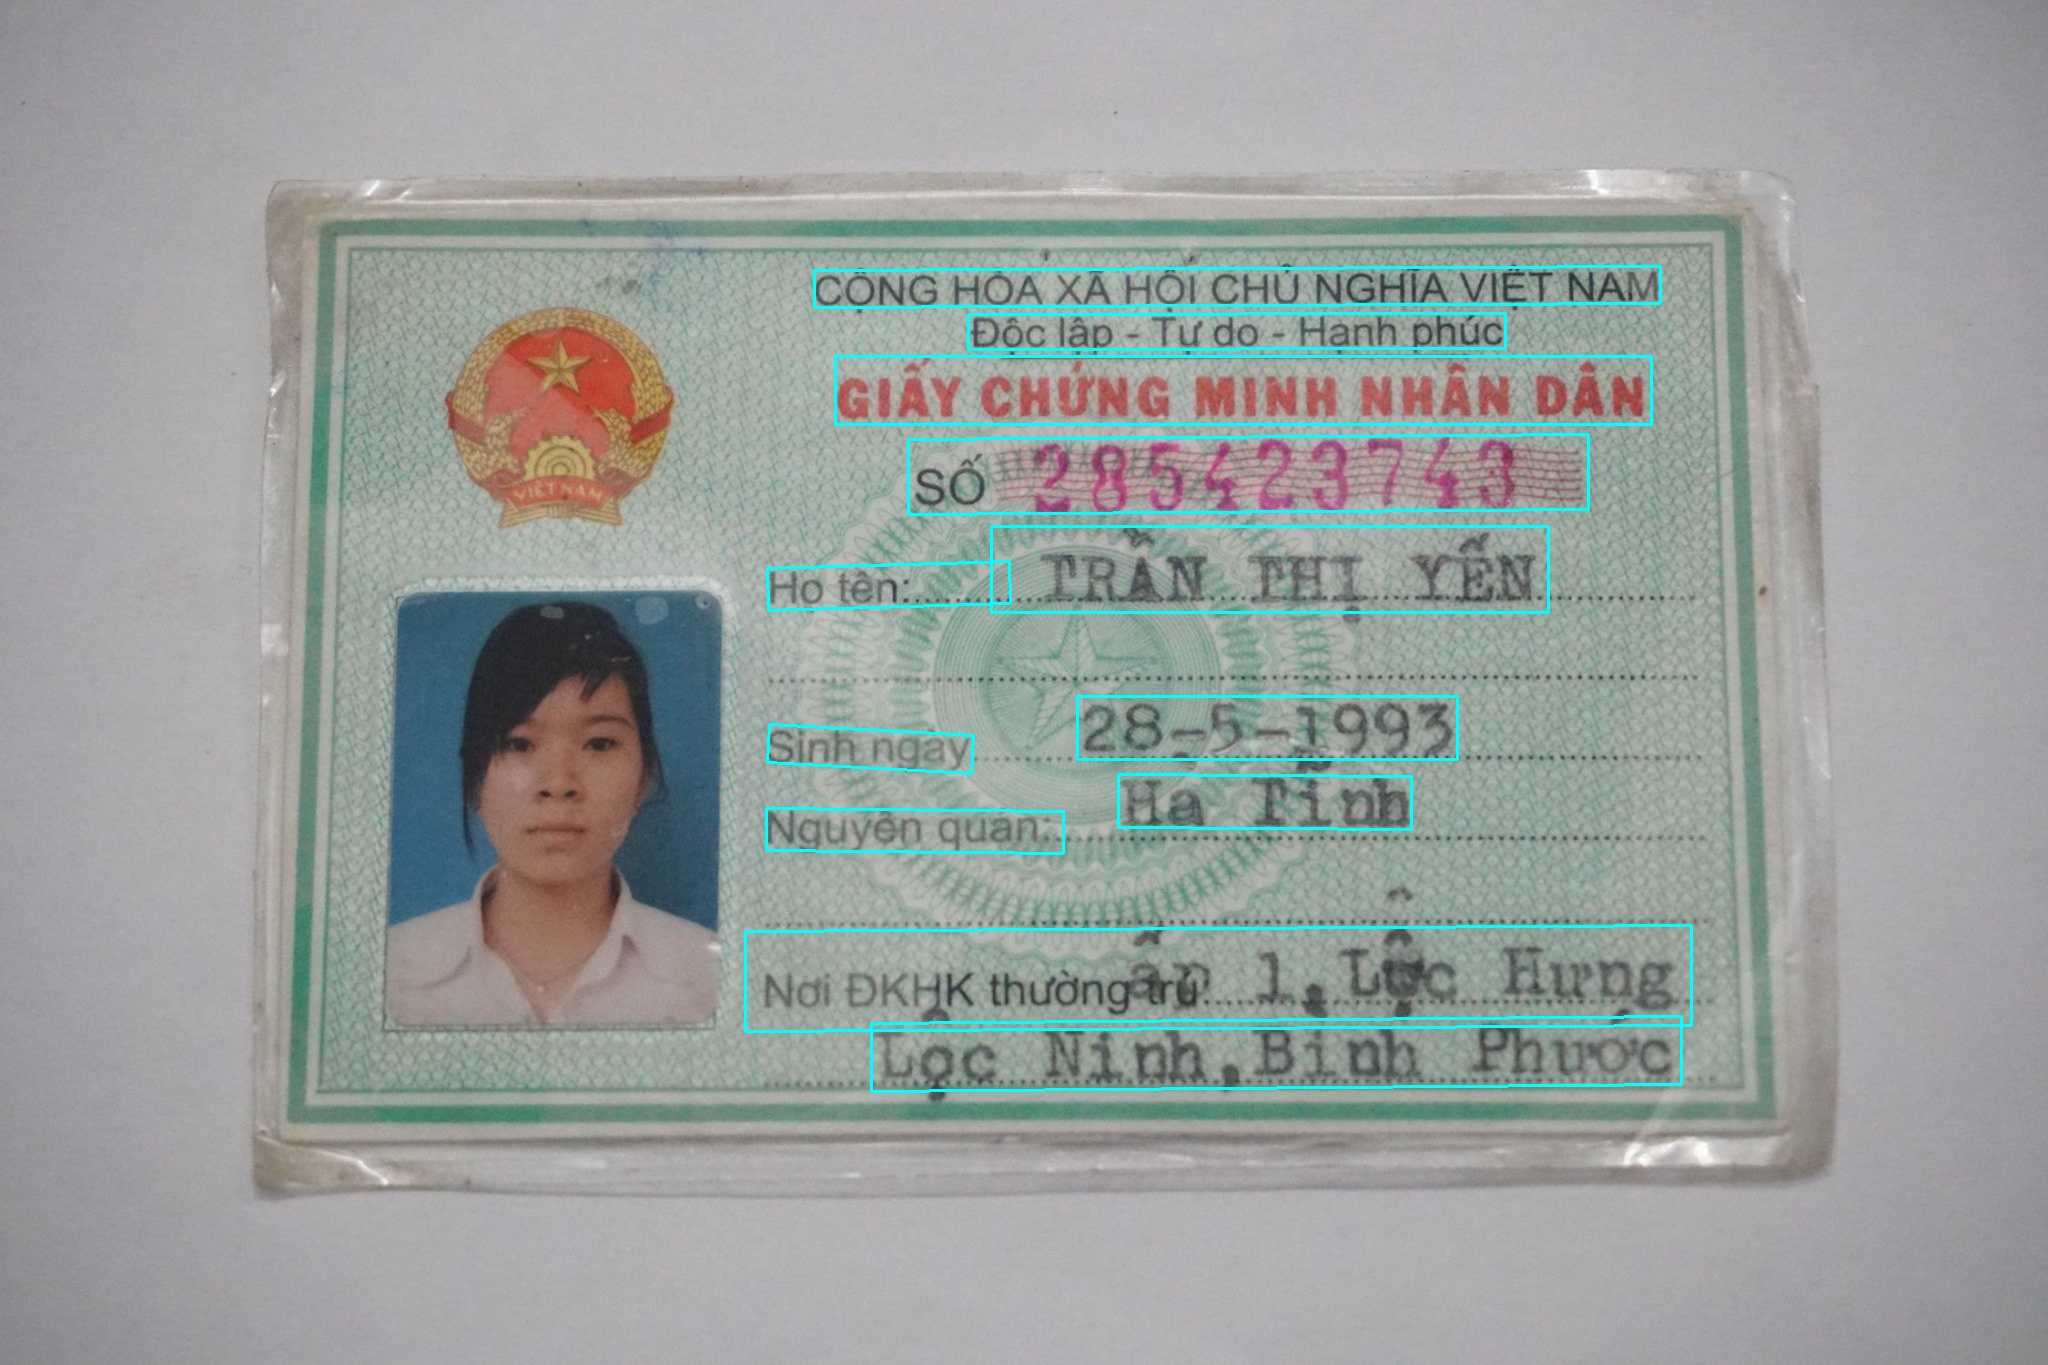 CỘNG HÒA XÃ HỘI CHỦ NGHĨA VIỆT NAM
Độc lập - Tự do - Hạnh phúc
GIẤY CHỨNG MINH NHÂN DÂN
SỐ 285423743
VIỆT NAM
Họ tên: TRẦN THỊ YẾN
Sinh ngày 28-5-1993
Nguyên quán: Hạ Tĩnh
Nơi ĐKHK thường trú: ấp 1, Lộc Hưng
Lộc Ninh, Bình Phước